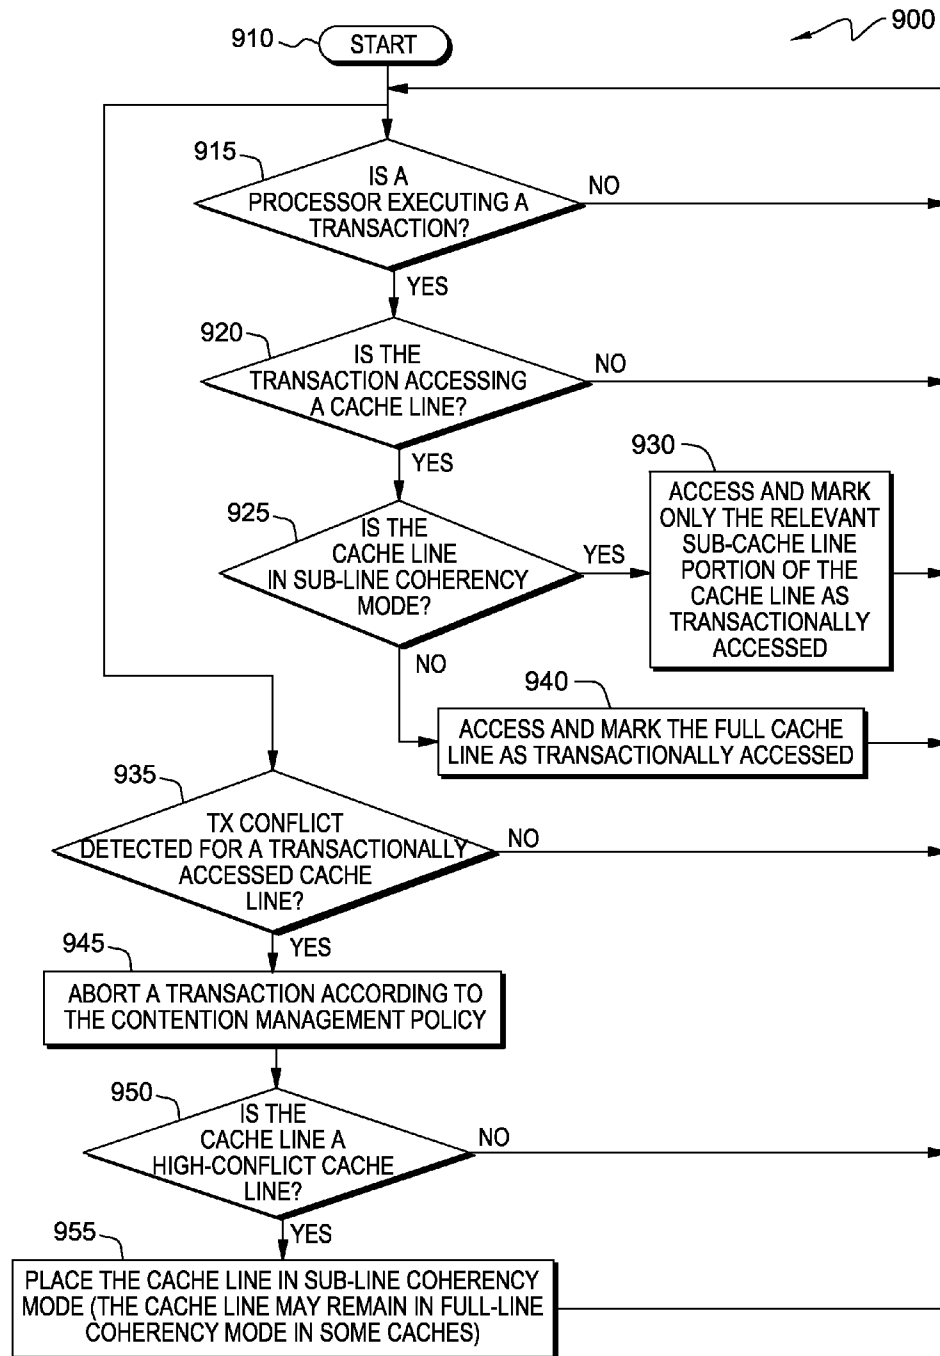 900
910
START
915
IS A
PROCESSOR EXECUTING A
TRANSACTION?
NO
YES
920
IS THE
TRANSACTION ACCESSING
A CACHE LINE?
NO
YES
925
IS THE
CACHE LINE
IN SUB-LINE COHERENCY
MODE?
YES
NO
930
ACCESS AND MARK
ONLY THE RELEVANT
SUB-CACHE LINE
PORTION OF THE
CACHE LINE AS
TRANSACTIONALLY
ACCESSED
940
ACCESS AND MARK THE FULL CACHE
LINE AS TRANSACTIONALLY ACCESSED
935
TX CONFLICT
DETECTED FOR A TRANSACTIONALLY
ACCESSED CACHE
LINE?
NO
YES
945
ABORT A TRANSACTION ACCORDING TO
THE CONTENTION MANAGEMENT POLICY
950
IS THE
CACHE LINE A
HIGH-CONFLICT CACHE
LINE?
NO
YES
955
PLACE THE CACHE LINE IN SUB-LINE COHERENCY
MODE (THE CACHE LINE MAY REMAIN IN FULL-LINE
COHERENCY MODE IN SOME CACHES)